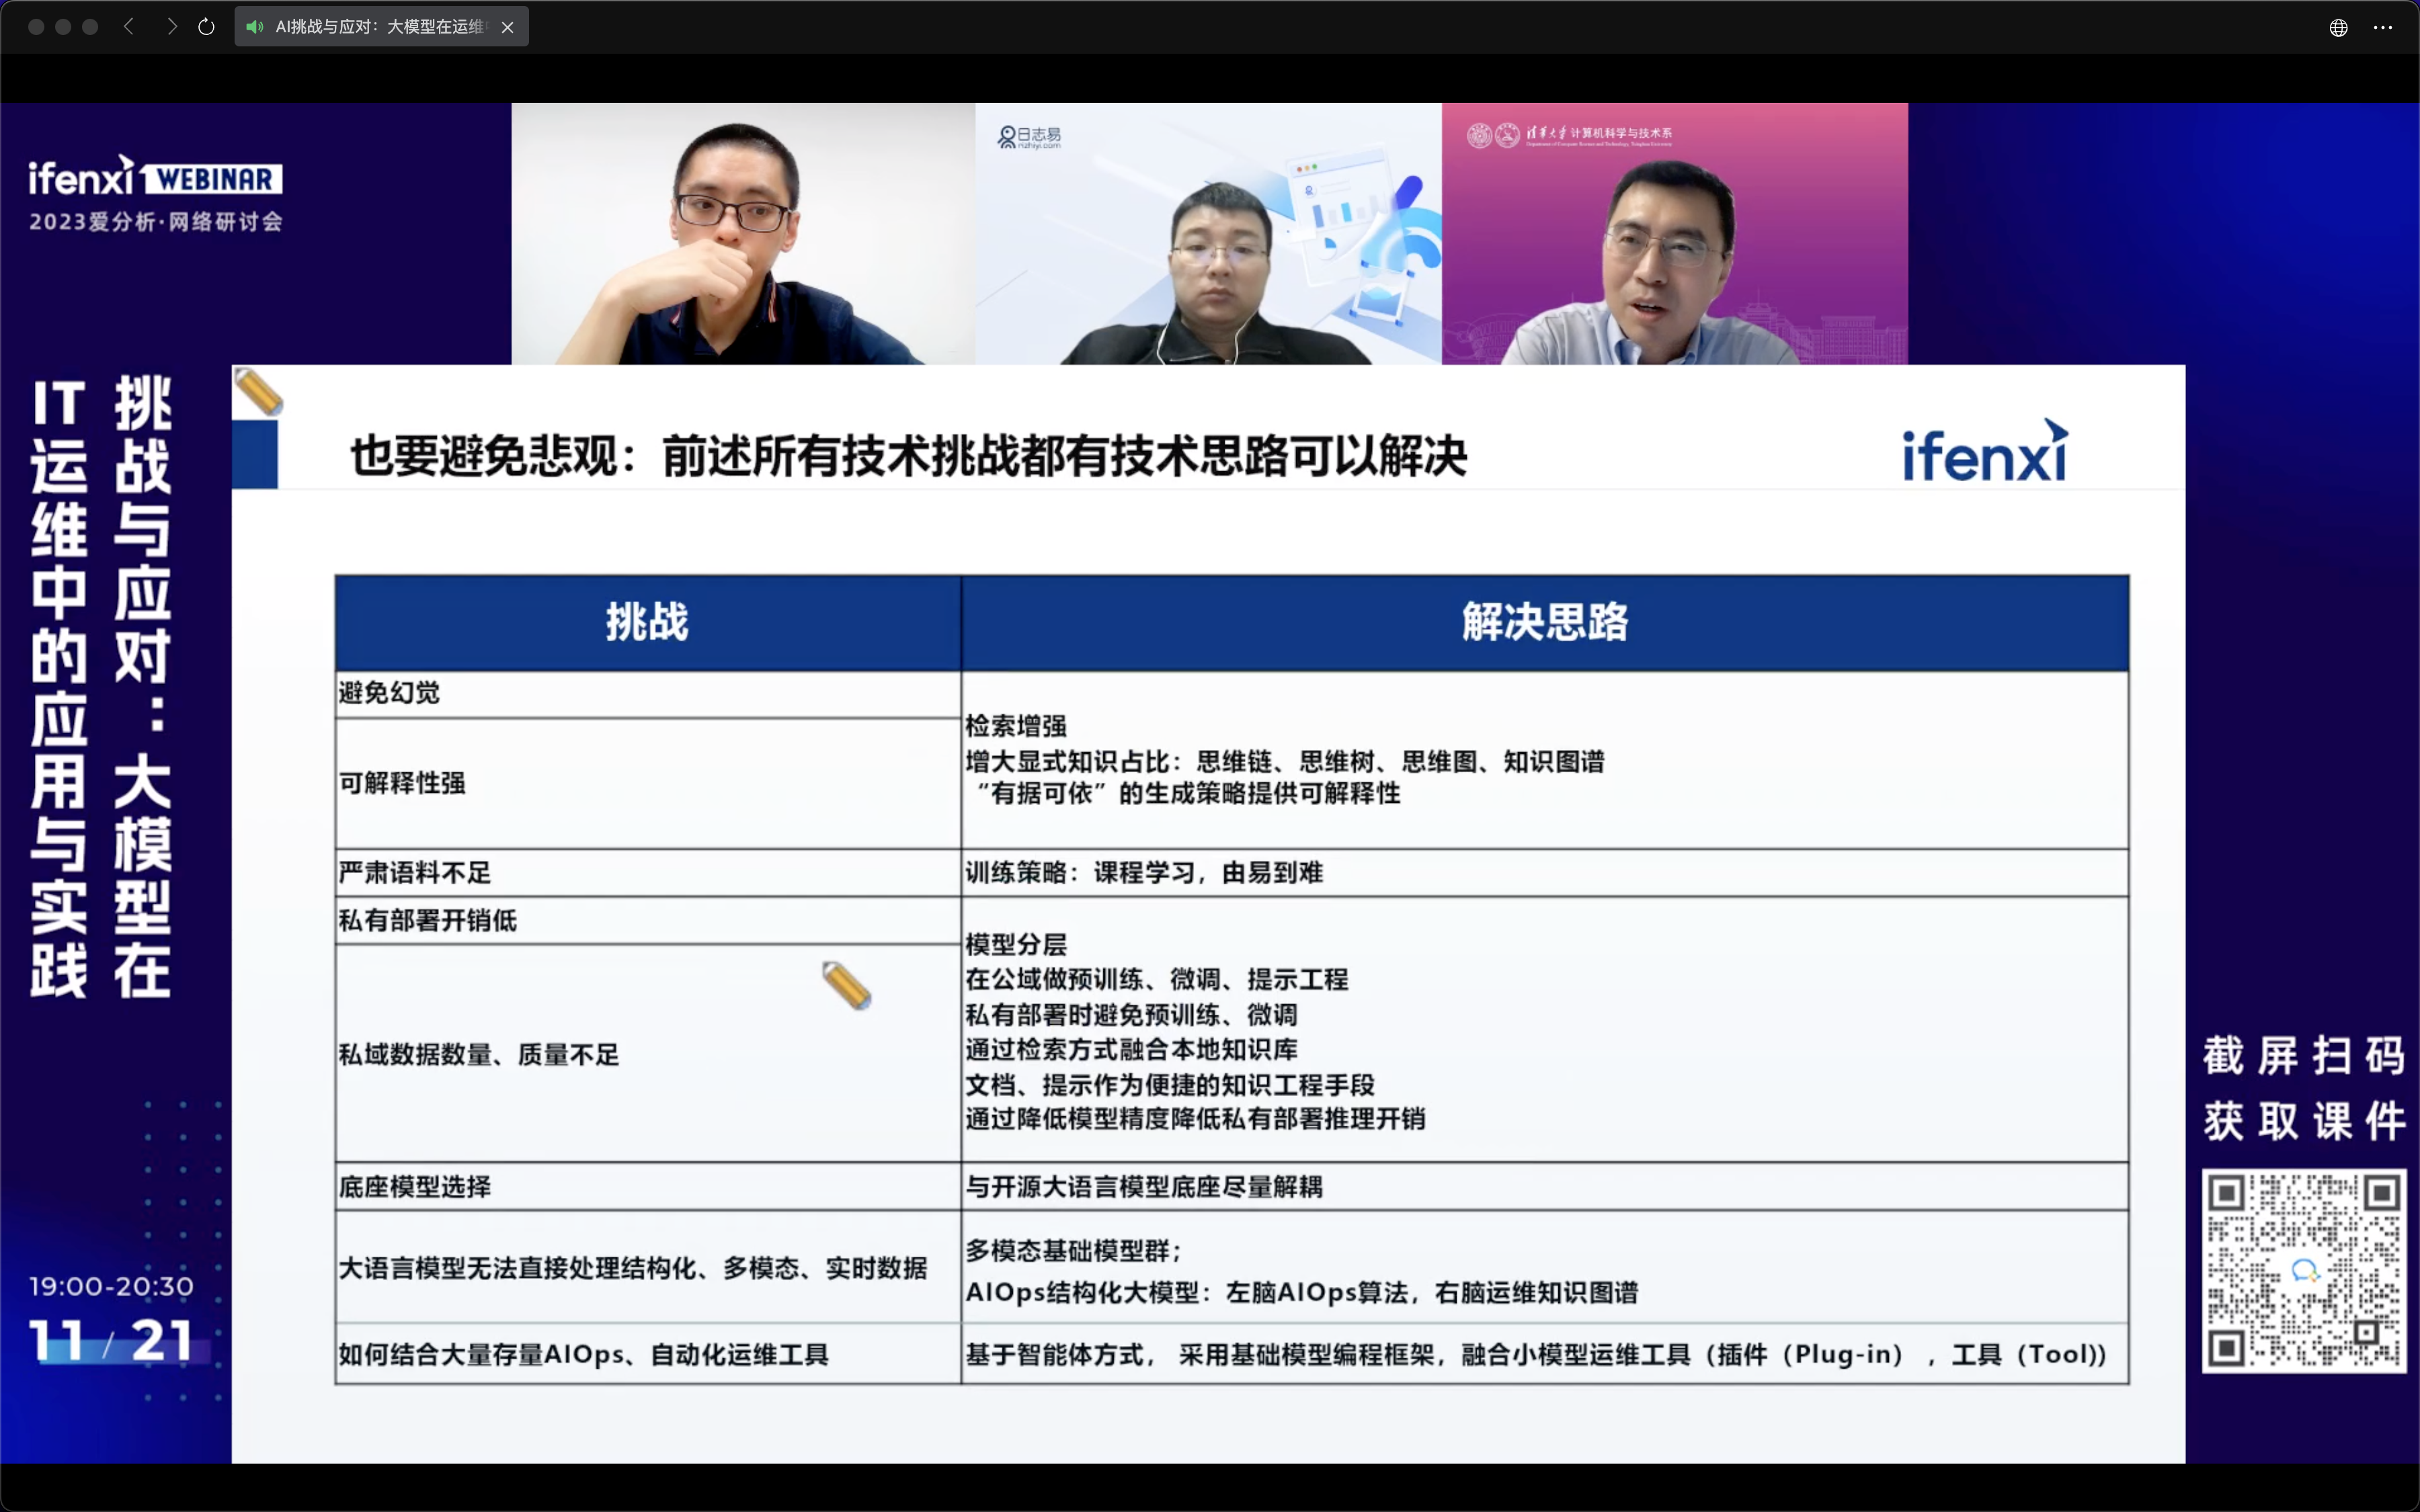 AI挑战与应对：大模型在运维
ifenxi WEBINAR
2023爱分析·网络研讨会
日志易
rizhiyi.com
清华大学 计算机科学与技术系
Department of Computer Science and Technology, Tsinghua University
挑战与应对：大模型在
IT运维中的应用与实践
也要避免悲观：前述所有技术挑战都有技术思路可以解决
ifenxi
挑战
解决思路
避免幻觉
可解释性强
检索增强
增大显式知识占比：思维链、思维树、思维图、知识图谱
“有据可依”的生成策略提供可解释性
严肃语料不足
训练策略：课程学习，由易到难
私有部署开销低
私域数据数量、质量不足
模型分层
在公域做预训练、微调、提示工程
私有部署时避免预训练、微调
通过检索方式融合本地知识库
文档、提示作为便捷的知识工程手段
通过降低模型精度降低私有部署推理开销
底座模型选择
与开源大语言模型底座尽量解耦
大语言模型无法直接处理结构化、多模态、实时数据
多模态基础模型群；
AIOps结构化大模型：左脑AIOps算法，右脑运维知识图谱
如何结合大量存量AIOps、自动化运维工具
基于智能体方式， 采用基础模型编程框架，融合小模型运维工具（插件（Plug-in），工具（Tool））
19:00-20:30
11 / 21
截屏扫码
获取课件